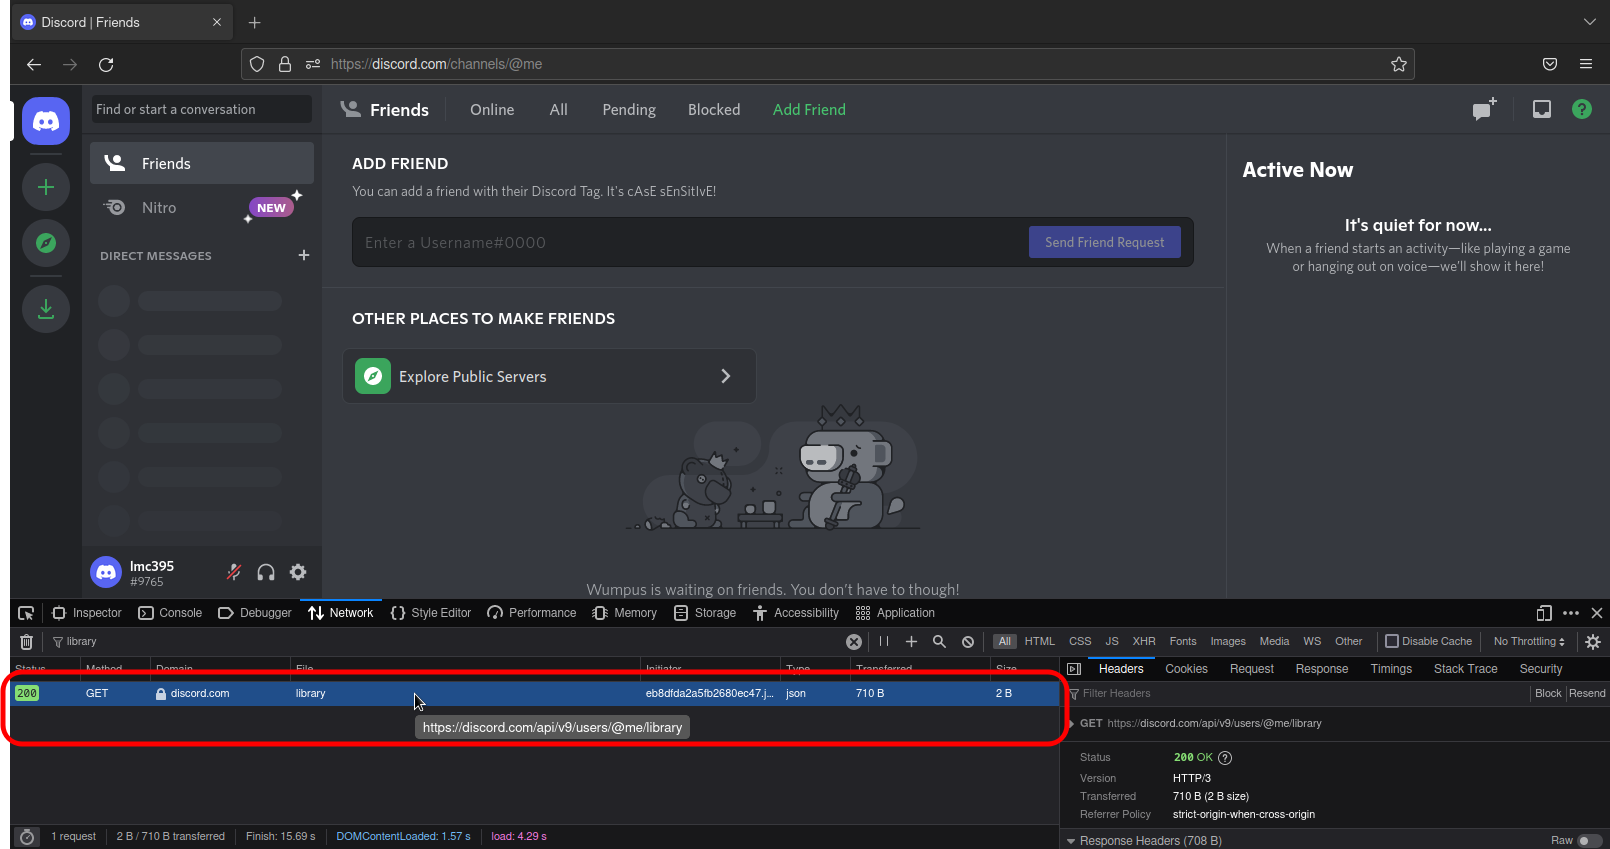 Discord | Friends
https://discord.com/channels/@me
Find or start a conversation
Friends
Online
All
Pending
Blocked
Add Friend
Friends
Nitro
NEW
DIRECT MESSAGES
ADD FRIEND
You can add a friend with their Discord Tag. It's cAsE sEnSitIvE!
Enter a Username#0000
Send Friend Request
OTHER PLACES TO MAKE FRIENDS
Explore Public Servers
Wumpus is waiting on friends. You don't have to though!
Active Now
It's quiet for now...
When a friend starts an activity—like playing a game
or hanging out on voice—we'll show it here!
lmc395
#9765
Inspector
Console
Debugger
Network
Style Editor
Performance
Memory
Storage
Accessibility
Application
library
All
HTML
CSS
JS
XHR
Fonts
Images
Media
WS
Other
Disable Cache
No Throttling
Status
Method
Domain
File
Initiator
Type
Transferred
Size
200
GET
discord.com
library
eb8dfda2a5fb2680ec47.j...
json
710 B
2 B
https://discord.com/api/v9/users/@me/library
Headers
Cookies
Request
Response
Timings
Stack Trace
Security
Filter Headers
Block
Resend
GET https://discord.com/api/v9/users/@me/library
Status 200 OK
Version HTTP/3
Transferred 710 B (2 B size)
Referrer Policy strict-origin-when-cross-origin
Response Headers (708 B)
Raw
1 request
2 B / 710 B transferred
Finish: 15.69 s
DOMContentLoaded: 1.57 s
load: 4.29 s